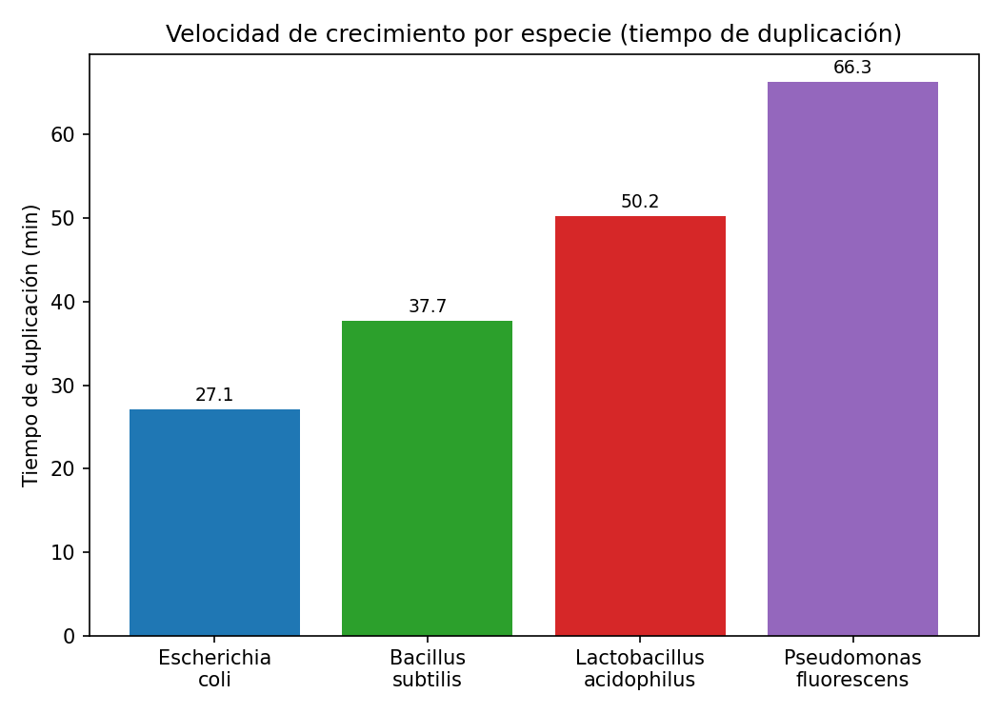 Velocidad de crecimiento por especie (tiempo de duplicación)
Tiempo de duplicación (min)
60
50
40
30
20
10
0
27.1
37.7
50.2
66.3
Escherichia
coli
Bacillus
subtilis
Lactobacillus
acidophilus
Pseudomonas
fluorescens